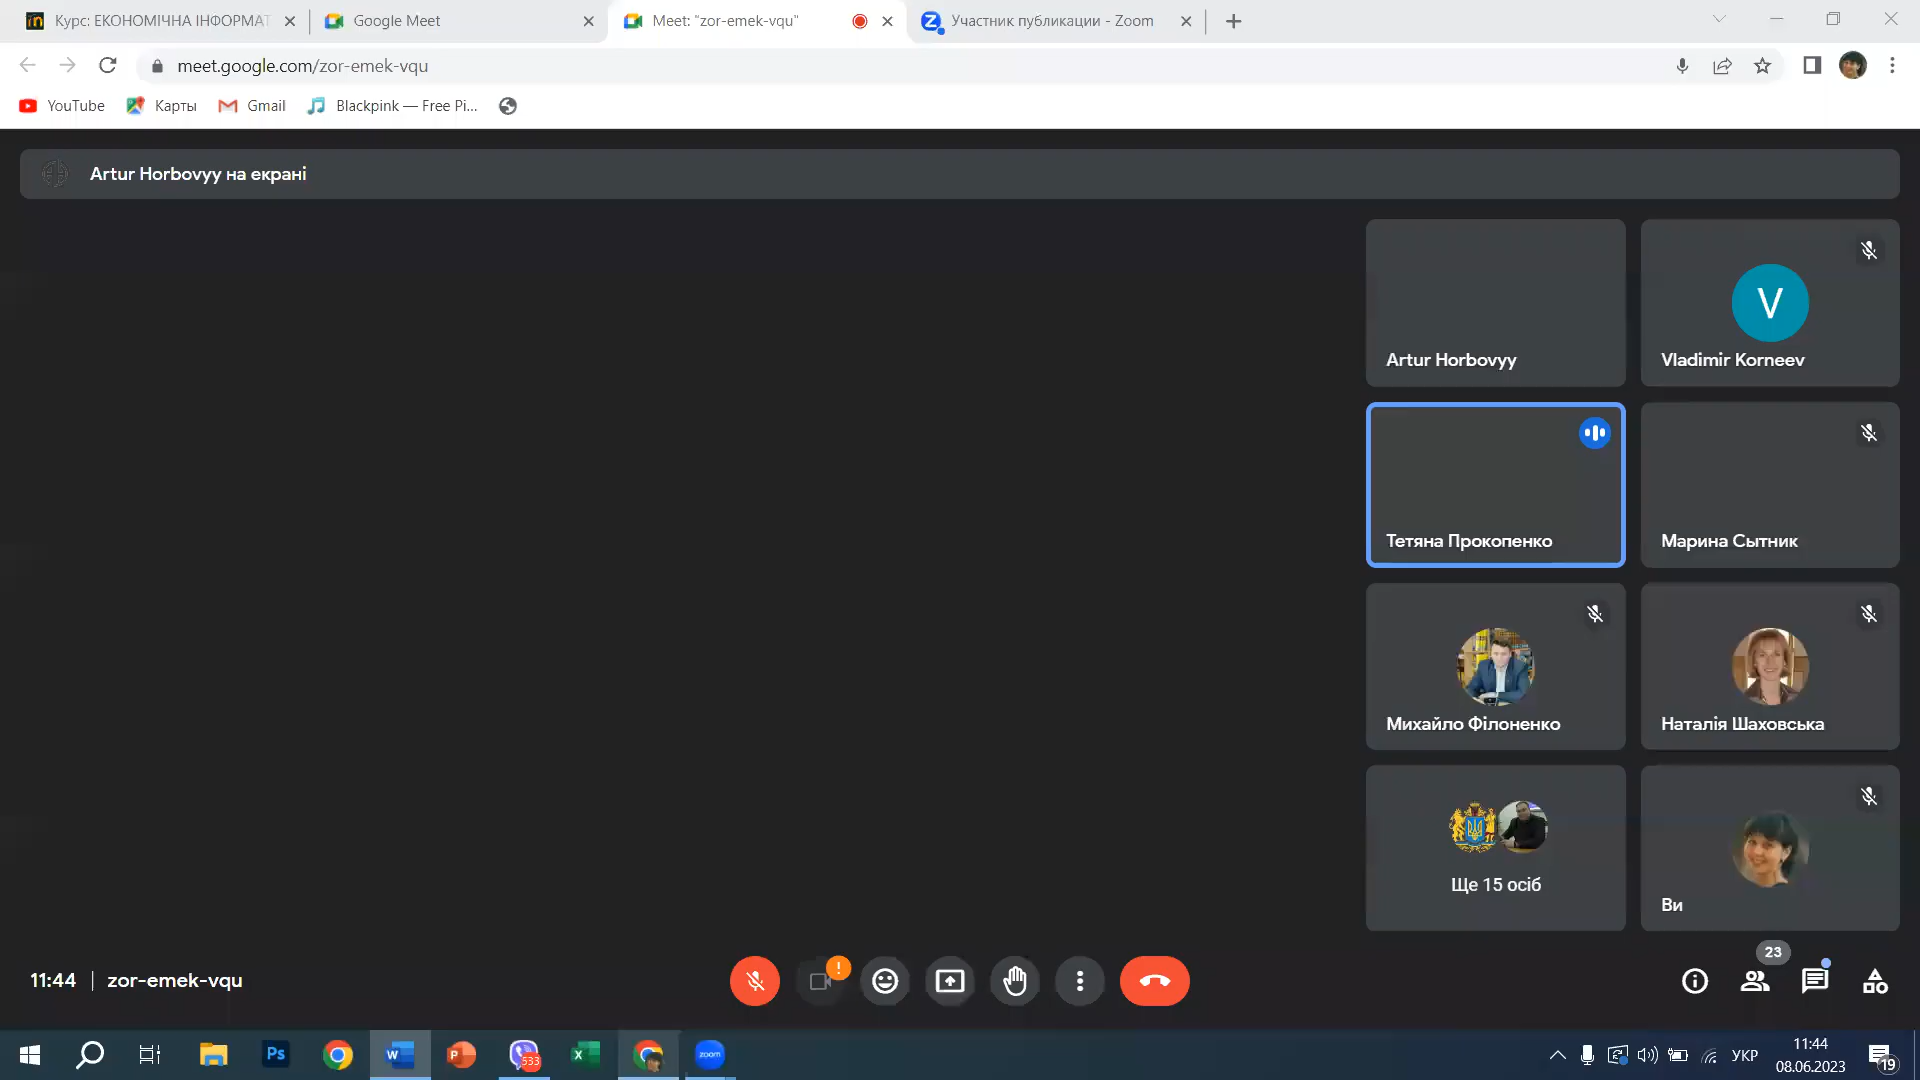 Курс: ЕКОНОМІЧНА ІНФОРМАТ
Google Meet
Meet: "zor-emek-vqu"
Участник публикации - Zoom
meet.google.com/zor-emek-vqu
YouTube
Карты
Gmail
Blackpink — Free Pi...
Artur Horbovyy на екрані
V
Artur Horbovyy
Vladimir Korneev
Тетяна Прокопенко
Марина Сытник
Михайло Філоненко
Наталія Шаховська
Ще 15 осіб
Ви
11:44 | zor-emek-vqu
23
Ps
W
P
533
X
zoom
УКР
11:44
08.06.2023
19